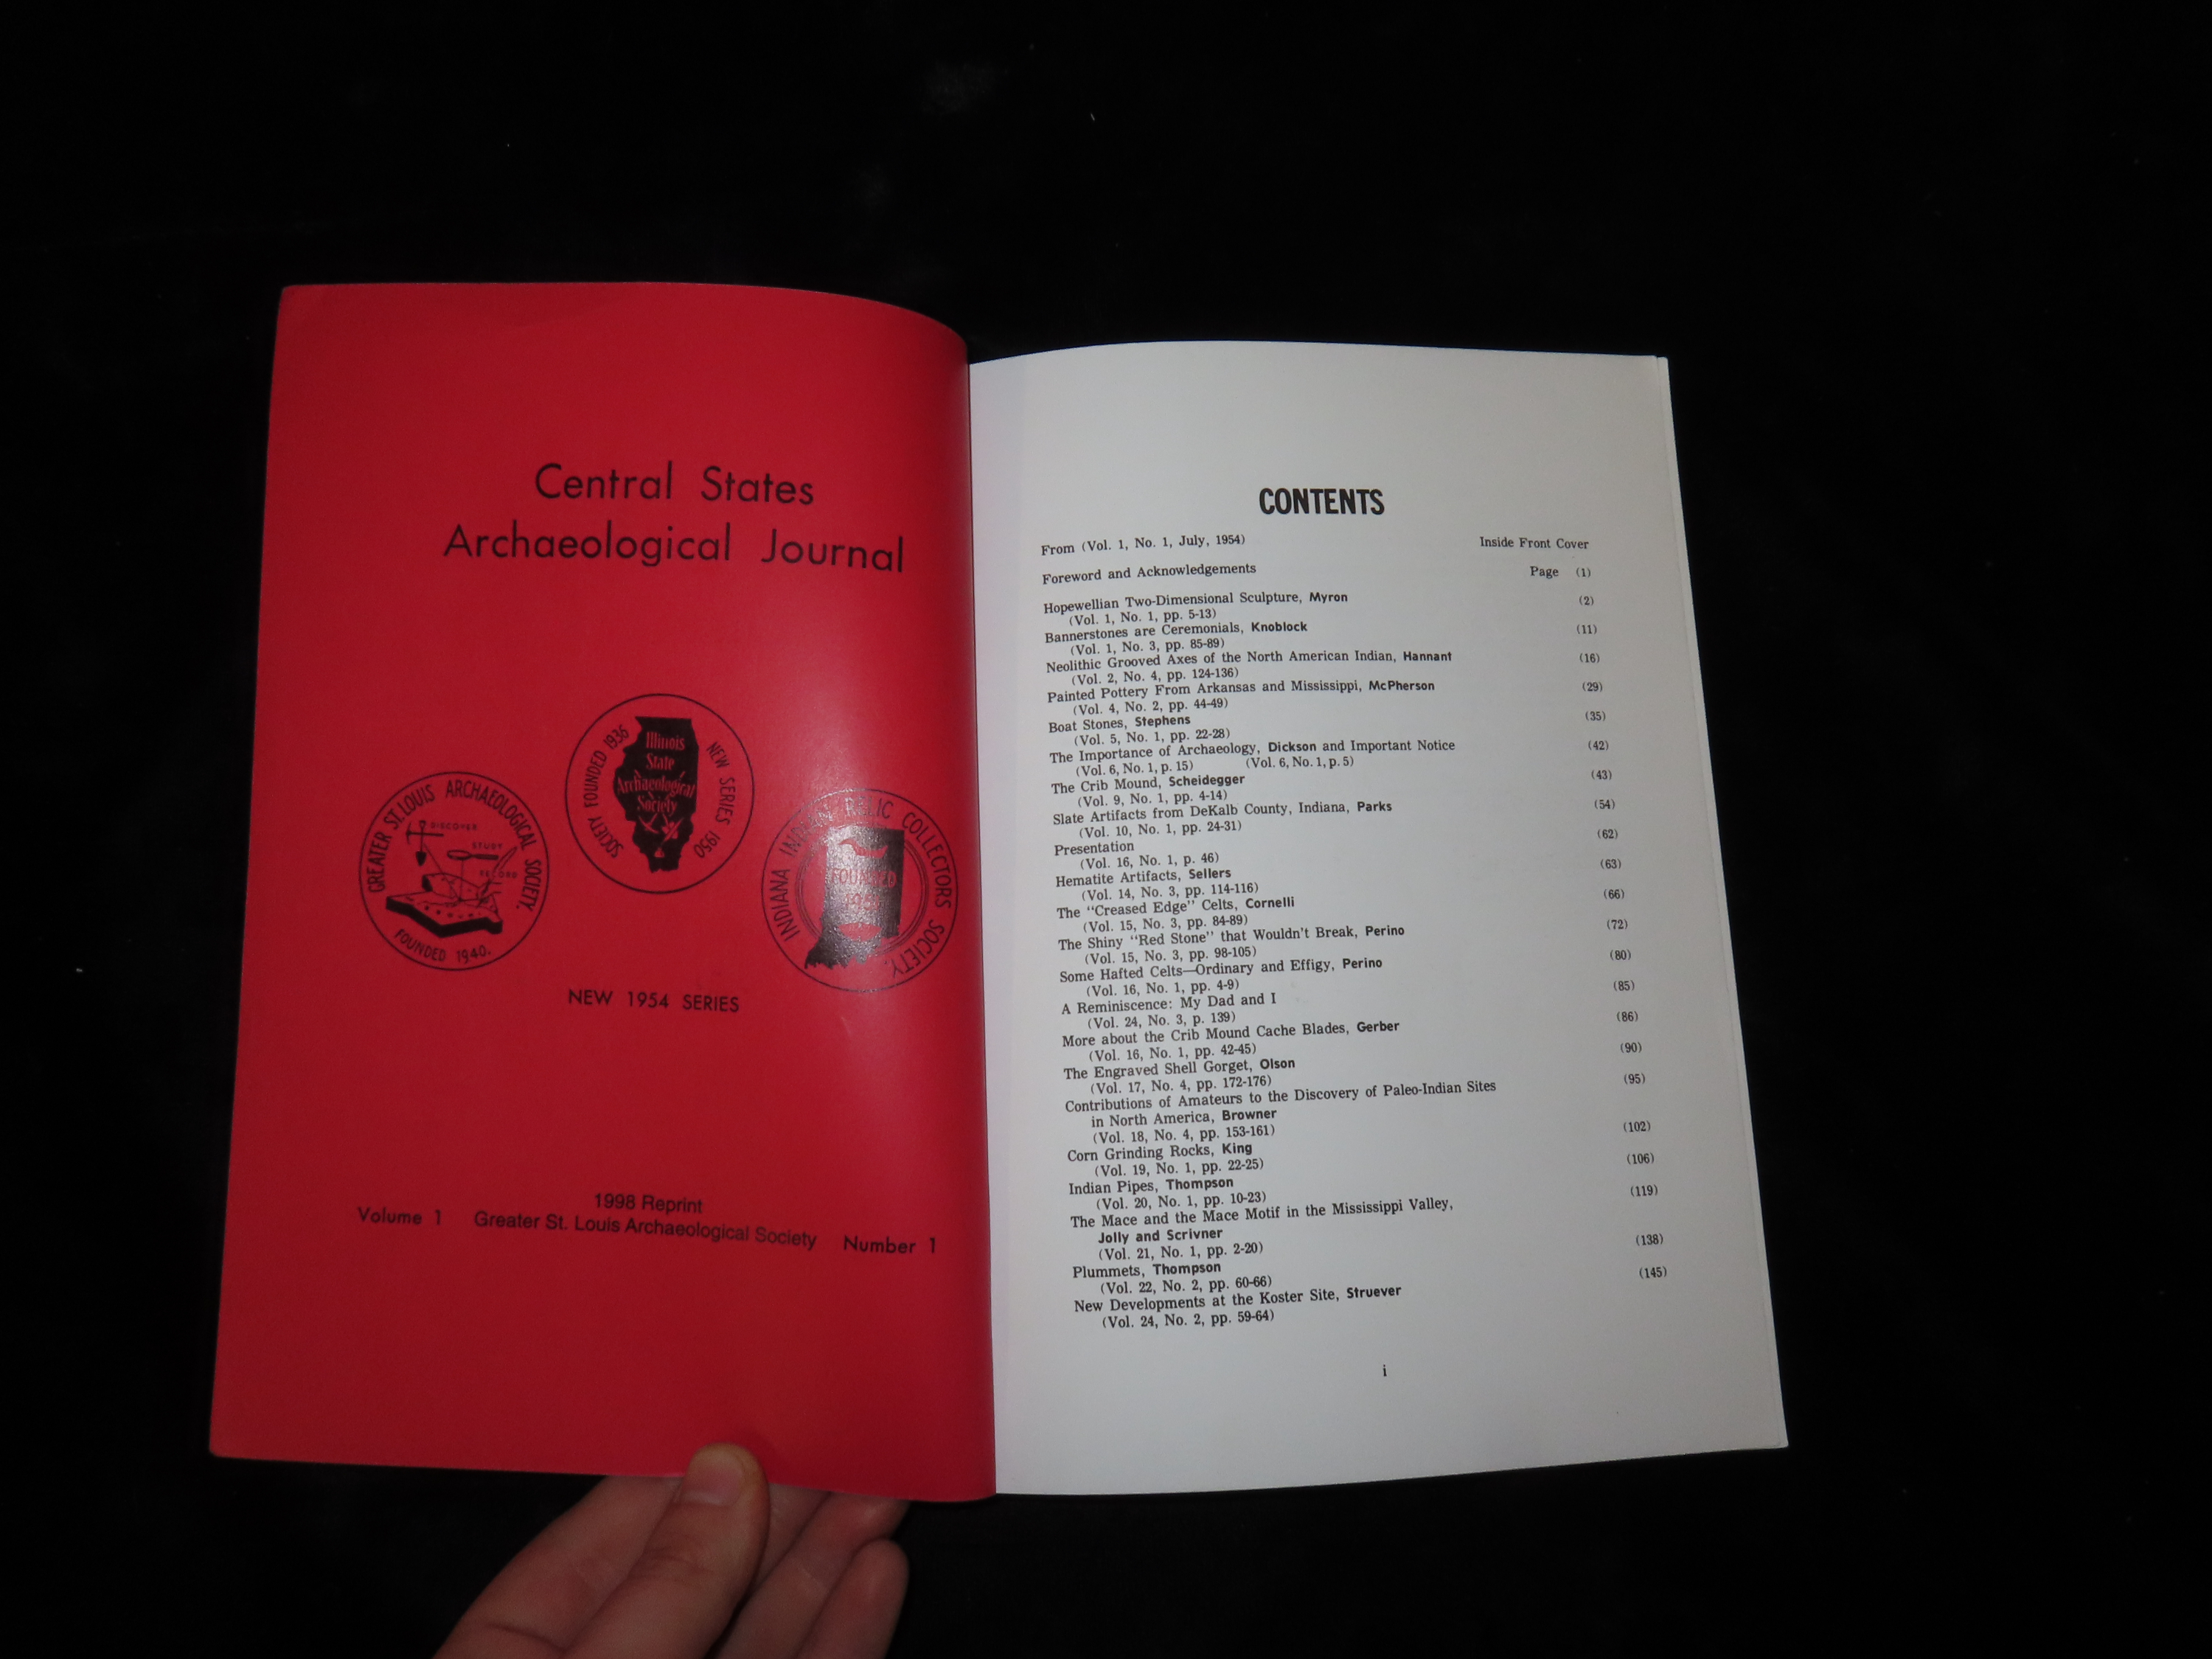 Central States
Archaeological Journal
GREATER ST. LOUIS ARCHAEOLOGICAL SOCIETY.
DISCOVER
STUDY
RECORD
FOUNDED 1940.
SOCIETY FOUNDED 1936
NEW SERIES 1950
Illinois
State
Archaeological
Society
INDIANA INDIAN RELIC COLLECTORS SOCIETY.
FOUNDED
NEW 1954 SERIES
1998 Reprint
Volume 1 Greater St. Louis Archaeological Society Number 1
CONTENTS
From (Vol. 1, No. 1, July, 1954) Inside Front Cover
Foreword and Acknowledgements Page (1)
Hopewellian Two-Dimensional Sculpture, Myron (2)
(Vol. 1, No. 1, pp. 5-13)
Bannerstones are Ceremonials, Knoblock (11)
(Vol. 1, No. 3, pp. 85-89)
Neolithic Grooved Axes of the North American Indian, Hannant (16)
(Vol. 2, No. 4, pp. 124-136)
Painted Pottery From Arkansas and Mississippi, McPherson (29)
(Vol. 4, No. 2, pp. 44-49)
Boat Stones, Stephens (35)
(Vol. 5, No. 1, pp. 22-28)
The Importance of Archaeology, Dickson and Important Notice (42)
(Vol. 6, No. 1, p. 15) (Vol. 6, No. 1, p. 5)
The Crib Mound, Scheidegger (43)
(Vol. 9, No. 1, pp. 4-14)
Slate Artifacts from DeKalb County, Indiana, Parks (54)
(Vol. 10, No. 1, pp. 24-31)
Presentation (62)
(Vol. 16, No. 1, p. 46)
Hematite Artifacts, Sellers (63)
(Vol. 14, No. 3, pp. 114-116)
The "Creased Edge" Celts, Cornelli (66)
(Vol. 15, No. 3, pp. 84-89)
The Shiny "Red Stone" that Wouldn't Break, Perino (72)
(Vol. 15, No. 3, pp. 98-105)
Some Hafted Celts—Ordinary and Effigy, Perino (80)
(Vol. 16, No. 1, pp. 4-9)
A Reminiscence: My Dad and I (85)
(Vol. 24, No. 3, p. 139)
More about the Crib Mound Cache Blades, Gerber (86)
(Vol. 16, No. 1, pp. 42-45)
The Engraved Shell Gorget, Olson (90)
(Vol. 17, No. 4, pp. 172-176)
Contributions of Amateurs to the Discovery of Paleo-Indian Sites (95)
in North America, Browner
(Vol. 18, No. 4, pp. 153-161)
Corn Grinding Rocks, King (102)
(Vol. 19, No. 1, pp. 22-25)
Indian Pipes, Thompson (106)
(Vol. 20, No. 1, pp. 10-23)
The Mace and the Mace Motif in the Mississippi Valley, (119)
Jolly and Scrivner
(Vol. 21, No. 1, pp. 2-20)
Plummets, Thompson (138)
(Vol. 22, No. 2, pp. 60-66)
New Developments at the Koster Site, Struever (145)
(Vol. 24, No. 2, pp. 59-64)
i